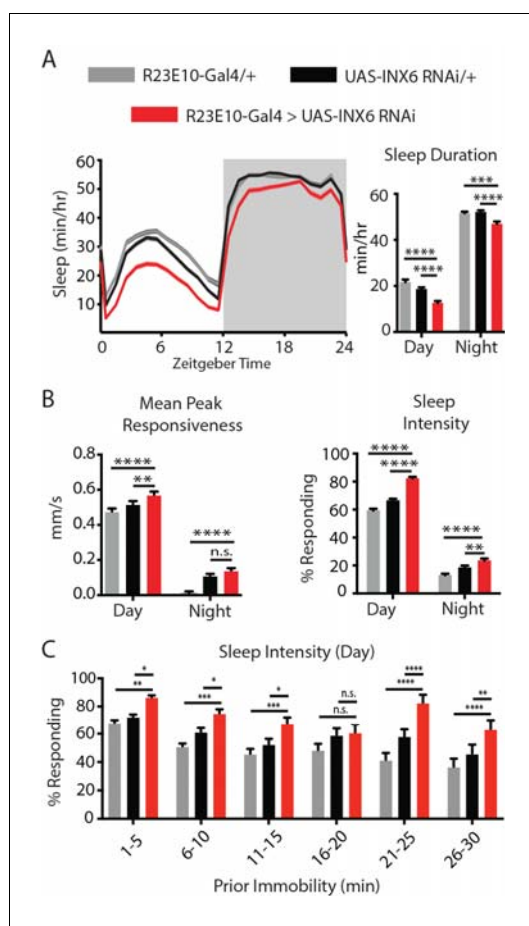 A
R23E10-Gal4/+
UAS-INX6 RNAi/+
R23E10-Gal4 > UAS-INX6 RNAi
Sleep (min/hr)
60
50
40
30
20
10
0
6
12
18
24
Zeitgeber Time
Sleep Duration
min/hr
60
40
20
0
****
****
***
****
Day
Night
B
Mean Peak
Responsiveness
mm/s
0.8
0.6
0.4
0.2
0.0
****
**
****
n.s.
Day
Night
Sleep
Intensity
% Responding
100
80
60
40
20
0
****
****
****
**
Day
Night
C
Sleep Intensity (Day)
% Responding
100
80
60
40
20
0
*
**
*
***
*
***
n.s.
n.s.
****
****
**
****
1-5
6-10
11-15
16-20
21-25
26-30
Prior Immobility (min)